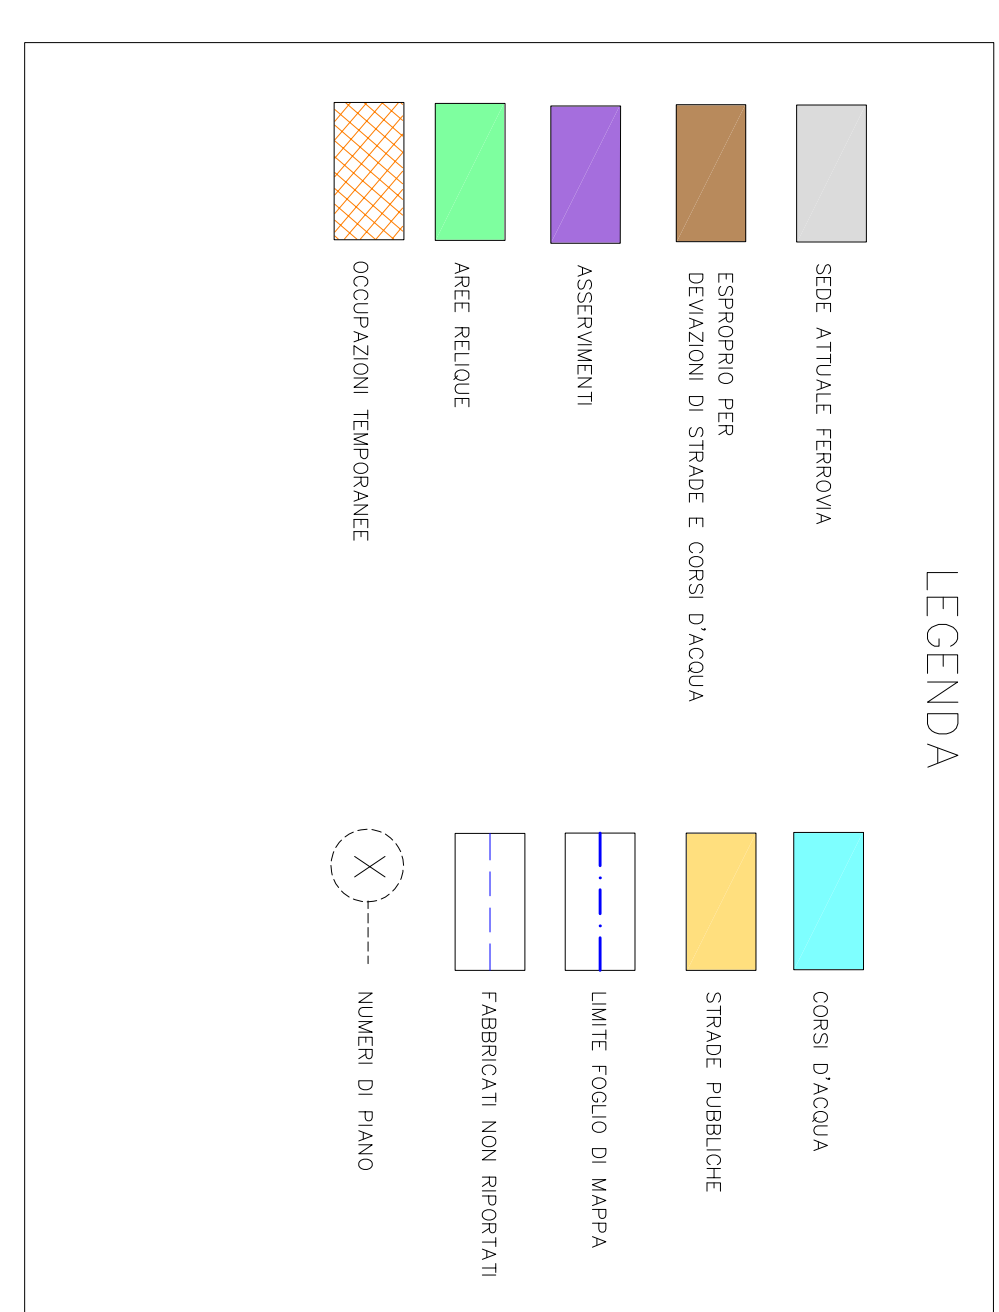 LEGENDA
SEDE ATTUALE FERROVIA
ESPROPRIO PER
DEVIAZIONI DI STRADE E CORSI D'ACQUA
ASSERVIMENTI
AREE RELIQUE
OCCUPAZIONI TEMPORANEE
CORSI D'ACQUA
STRADE PUBBLICHE
LIMITE FOGLIO DI MAPPA
FABBRICATI NON RIPORTATI
X
NUMERI DI PIANO